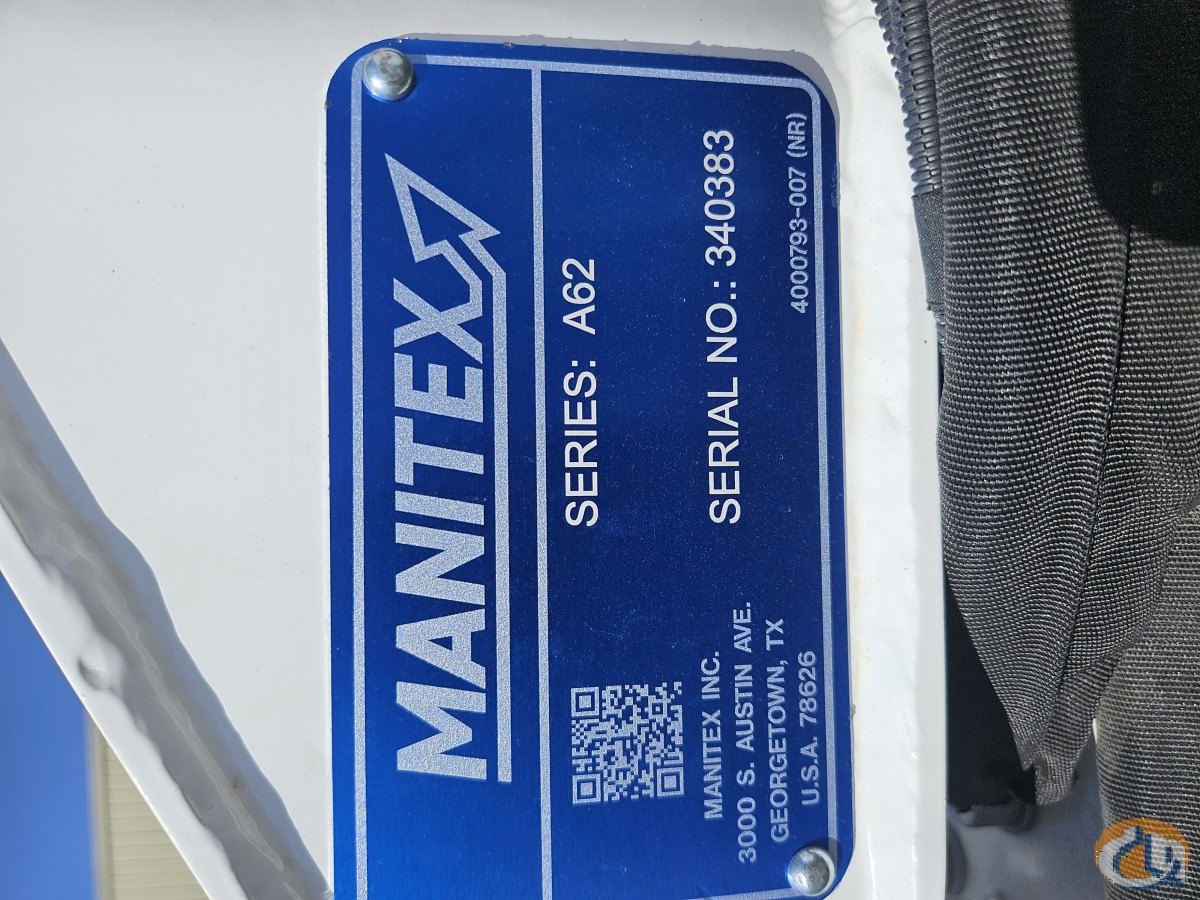 MANITEX
SERIES: A62
SERIAL NO.: 340383
MANITEX INC.
3000 S. AUSTIN AVE.
GEORGETOWN, TX
U.S.A. 78626
4000793-007 (NR)